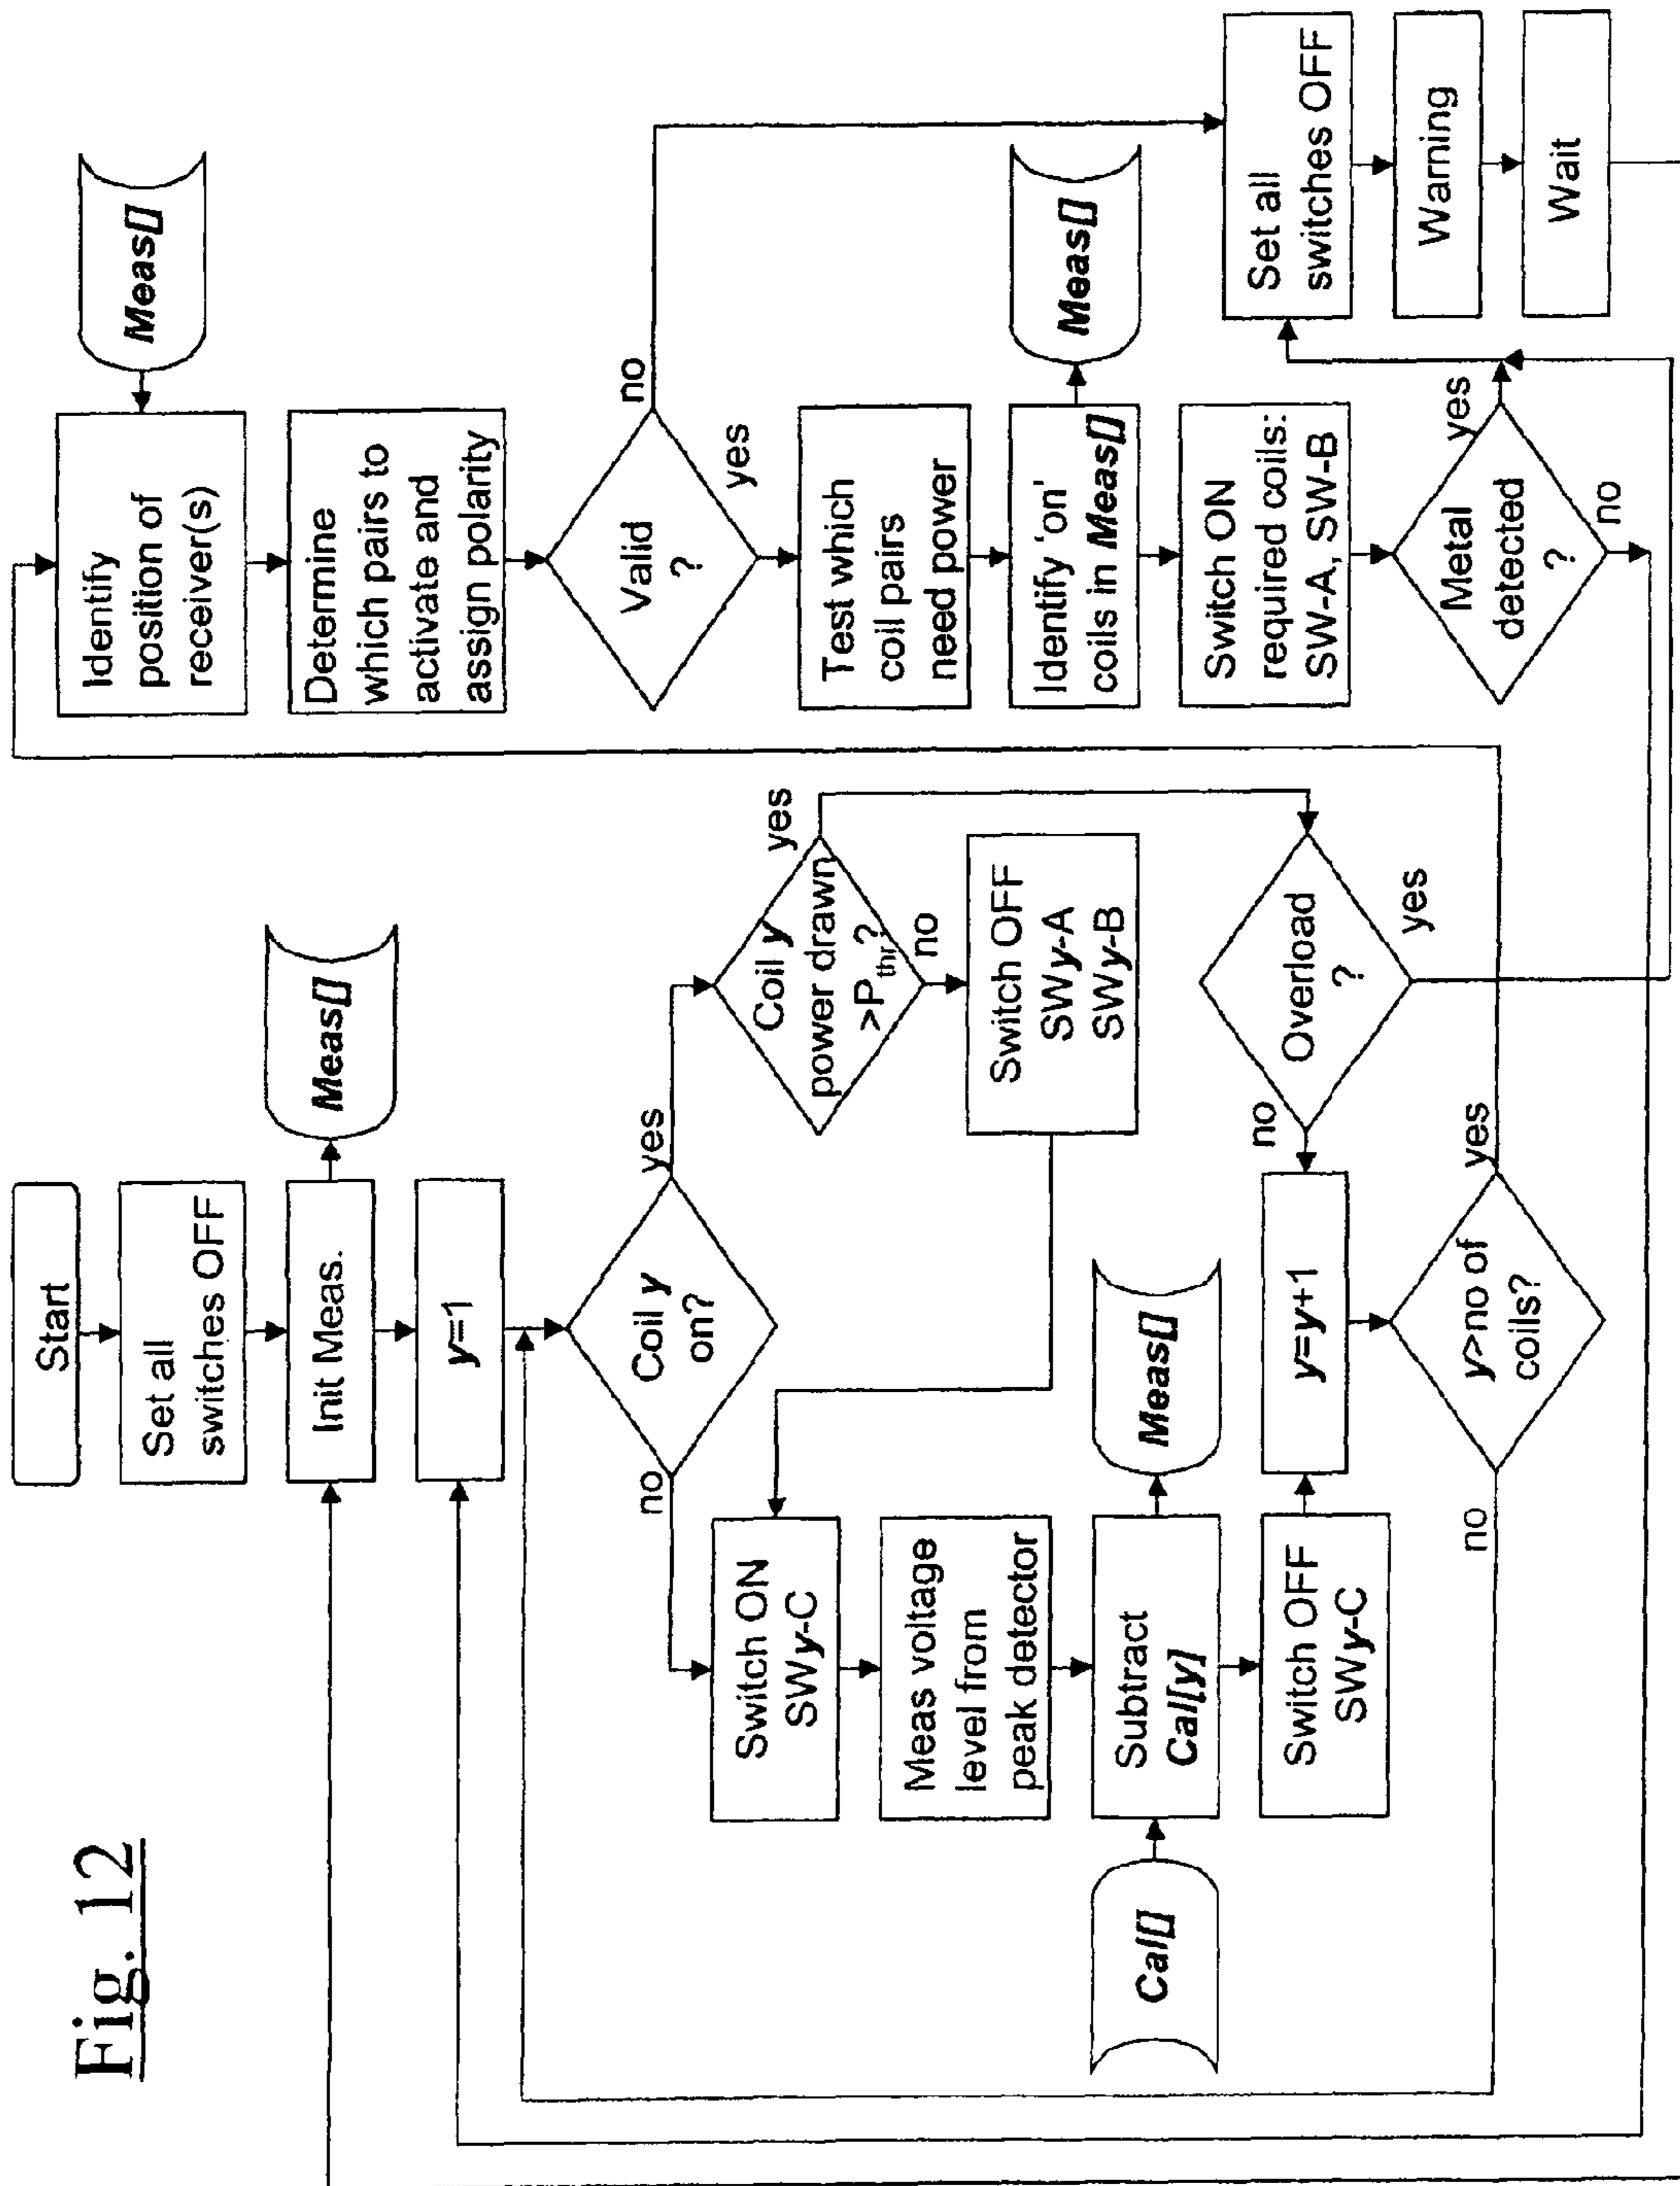 Fig. 12
Start
Set all
switches OFF
Init Meas.
Meas[]
y=1
Coil y
on?
no
yes
Switch ON
SWy-C
Meas voltage
level from
peak detector
Cal[]
Subtract
Cal[y]
Meas[]
Switch OFF
SWy-C
Coil y
power drawn
>Pthr?
yes
no
Switch OFF
SWy-A
SWy-B
Overload
?
no
yes
y=y+1
y>no of
coils?
no
yes
Identify
position of
receiver(s)
Meas[]
Determine
which pairs to
activate and
assign polarity
Valid
?
no
yes
Test which
coil pairs
need power
Identify 'on'
coils in Meas[]
Meas[]
Switch ON
required coils:
SW-A, SW-B
Metal
detected
?
yes
no
Set all
switches OFF
Warning
Wait